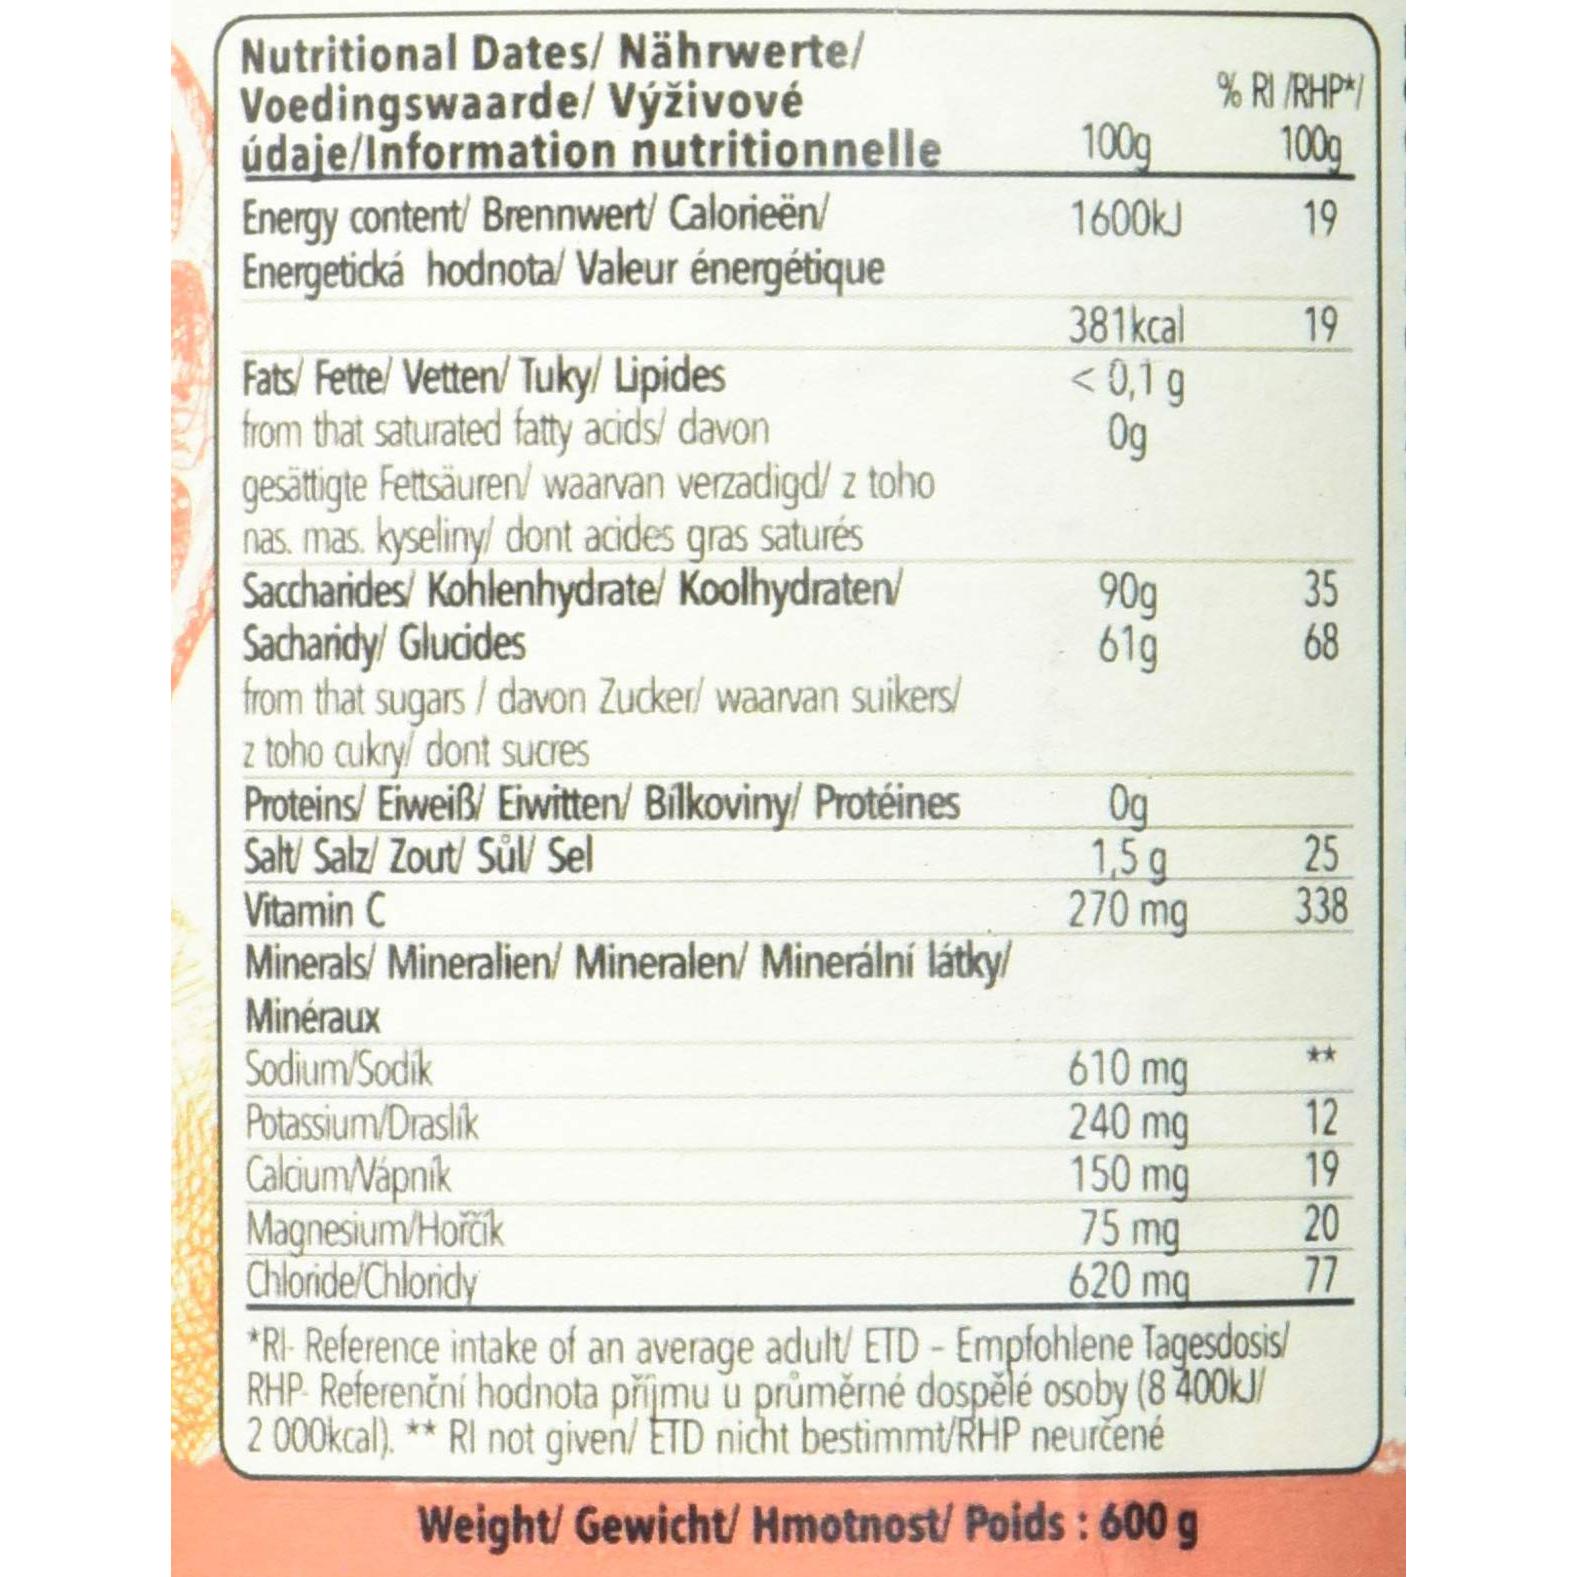 Nutritional Dates/ Nährwerte/
Voedingswaarde/ Výživové
údaje/Information nutritionnelle 100g % RI /RHP*/ 100g
Energy content/ Brennwert/ Calorieën/ 1600kJ 19
Energetická hodnota/ Valeur énergétique
381kcal 19
Fats/ Fette/ Vetten/ Tuky/ Lipides < 0,1 g
from that saturated fatty acids/ davon 0g
gesättigte Fettsäuren/ waarvan verzadigd/ z toho
nas. mas. kyseliny/ dont acides gras saturés
Saccharides/ Kohlenhydrate/ Koolhydraten/ 90g 35
Sacharidy/ Glucides 61g 68
from that sugars / davon Zucker/ waarvan suikers/
z toho cukry/ dont sucres
Proteins/ Eiweiß/ Eiwitten/ Bílkoviny/ Protéines 0g
Salt/ Salz/ Zout/ Sůl/ Sel 1,5 g 25
Vitamin C 270 mg 338
Minerals/ Mineralien/ Mineralen/ Minerální látky/
Minéraux
Sodium/Sodík 610 mg **
Potassium/Draslík 240 mg 12
Calcium/Vápník 150 mg 19
Magnesium/Hořčík 75 mg 20
Chloride/Chloridy 620 mg 77
*RI- Reference intake of an average adult/ ETD - Empfohlene Tagesdosis/
RHP- Referenční hodnota příjmu u průměrné dospělé osoby (8 400kJ/
2 000kcal). ** RI not given/ ETD nicht bestimmt/RHP neurčené
Weight/ Gewicht/ Hmotnost/ Poids : 600 g